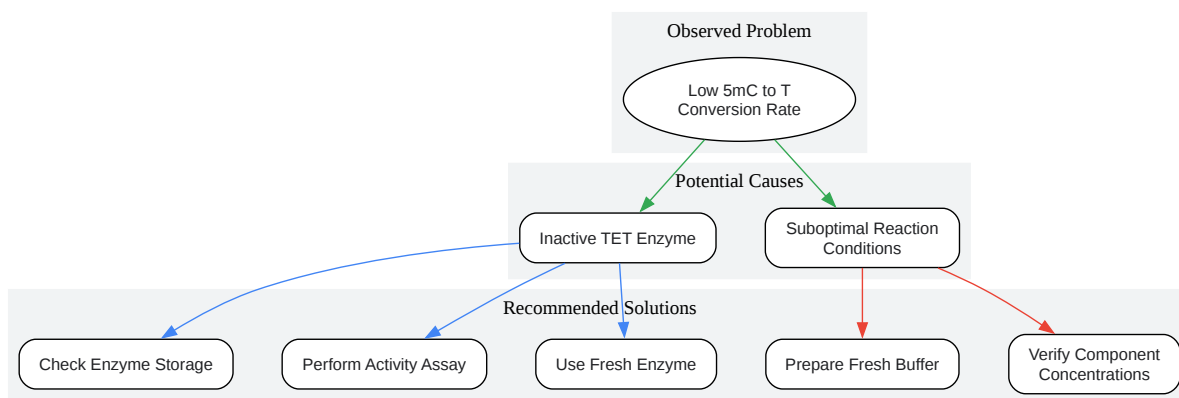 Observed Problem
Low 5mC to T
Conversion Rate
Potential Causes
Inactive TET Enzyme
Suboptimal Reaction
Conditions
Recommended Solutions
Check Enzyme Storage
Perform Activity Assay
Use Fresh Enzyme
Prepare Fresh Buffer
Verify Component
Concentrations